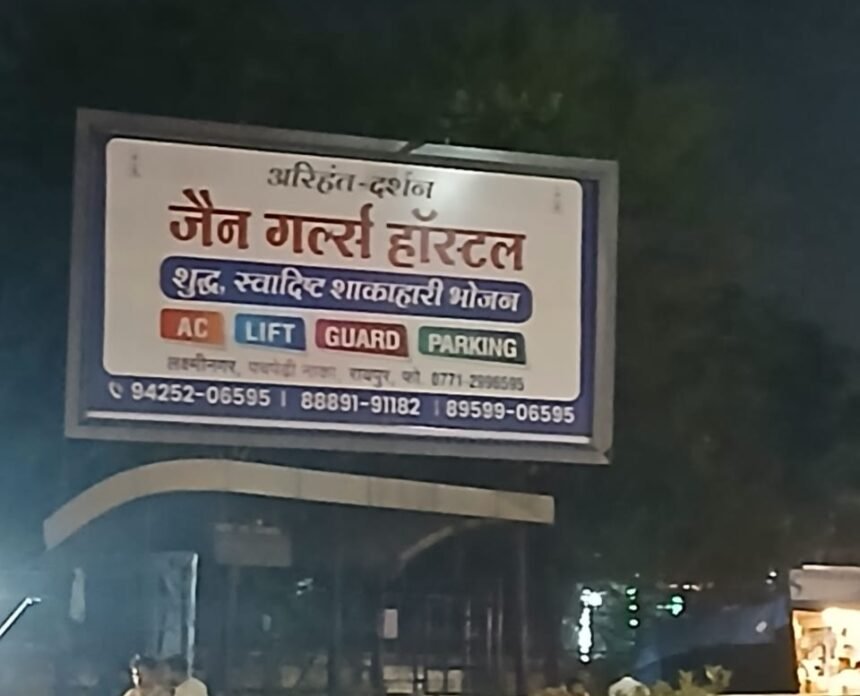 अरिहंत-दर्शन
जैन गर्ल्स हॉस्टल
शुद्ध, स्वादिष्ट शाकाहारी भोजन
AC LIFT GUARD PARKING
लक्ष्मीनगर, पचपेढ़ी नाका, रायपुर, फो. 0771-2996595
94252-06595 | 88891-91182 | 89599-06595